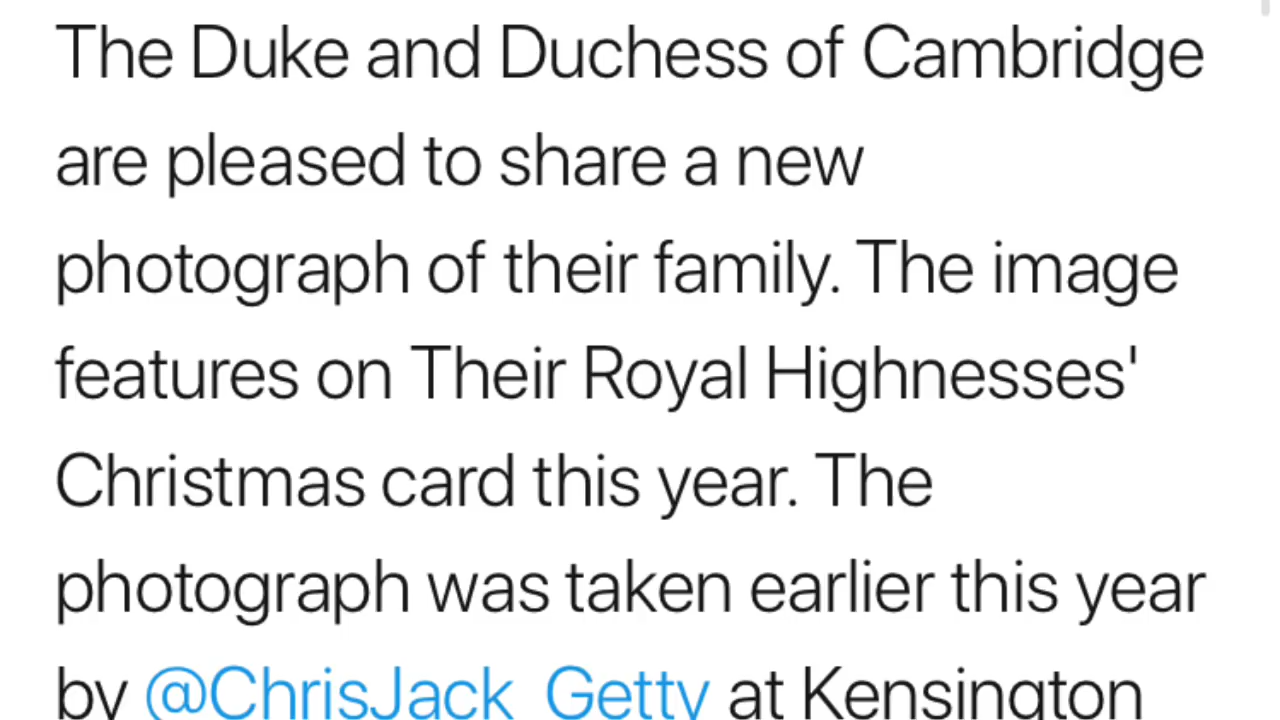 The Duke and Duchess of Cambridge
are pleased to share a new
photograph of their family. The image
features on Their Royal Highnesses'
Christmas card this year. The
photograph was taken earlier this year
by @ChrisJack_Getty at Kensington